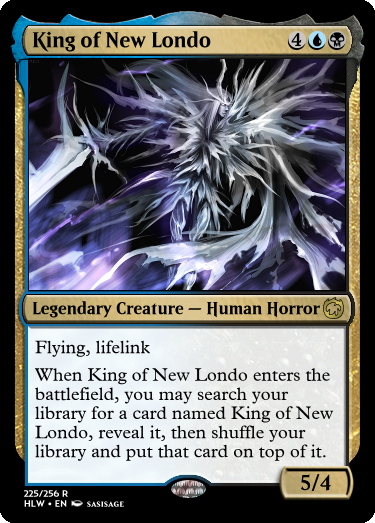 King of New Londo 4
Legendary Creature — Human Horror
Flying, lifelink
When King of New Londo enters the
battlefield, you may search your
library for a card named King of New
Londo, reveal it, then shuffle your
library and put that card on top of it.
5/4
225/256 R
HLW • EN SASISAGE